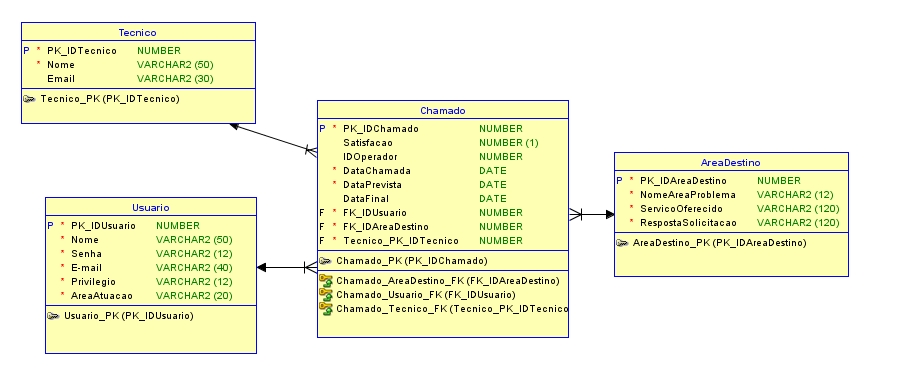 Tecnico
P * PK_IDTecnico NUMBER
* Nome VARCHAR2 (50)
Email VARCHAR2 (30)
Tecnico_PK (PK_IDTecnico)
Chamado
P * PK_IDChamado NUMBER
Satisfacao NUMBER (1)
IDOperador NUMBER
* DataChamada DATE
* DataPrevista DATE
DataFinal DATE
F * FK_IDUsuario NUMBER
F * FK_IDAreaDestino NUMBER
F * Tecnico_PK_IDTecnico NUMBER
Chamado_PK (PK_IDChamado)
Chamado_AreaDestino_FK (FK_IDAreaDestino)
Chamado_Usuario_FK (FK_IDUsuario)
Chamado_Tecnico_FK (Tecnico_PK_IDTecnico
AreaDestino
P * PK_IDAreaDestino NUMBER
* NomeAreaProblema VARCHAR2 (12)
* ServicoOferecido VARCHAR2 (120)
* RespostaSolicitacao VARCHAR2 (120)
AreaDestino_PK (PK_IDAreaDestino)
Usuario
P * PK_IDUsuario NUMBER
* Nome VARCHAR2 (50)
* Senha VARCHAR2 (12)
* E-mail VARCHAR2 (40)
* Privilegio VARCHAR2 (12)
* AreaAtuacao VARCHAR2 (20)
Usuario_PK (PK_IDUsuario)